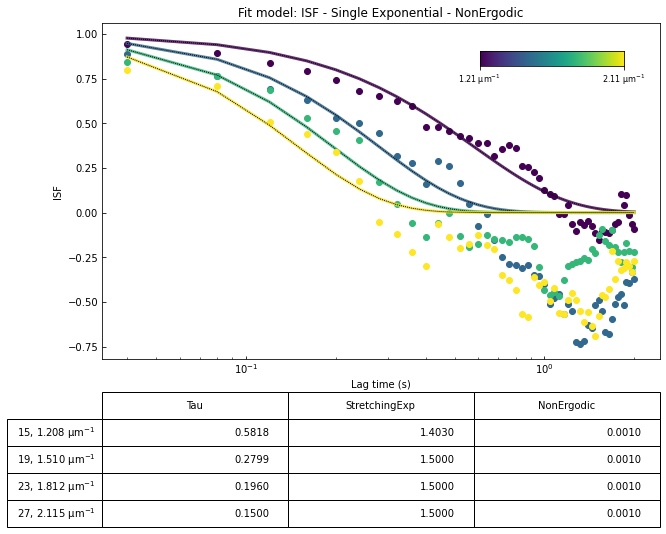 Fit model: ISF - Single Exponential - NonErgodic
1.00
0.75
0.50
0.25
0.00
−0.25
−0.50
−0.75
ISF
1.21 μm⁻¹ 2.11 μm⁻¹
10⁻¹ 10⁰
Lag time (s)
Tau StretchingExp NonErgodic
15, 1.208 μm⁻¹ 0.5818 1.4030 0.0010
19, 1.510 μm⁻¹ 0.2799 1.5000 0.0010
23, 1.812 μm⁻¹ 0.1960 1.5000 0.0010
27, 2.115 μm⁻¹ 0.1500 1.5000 0.0010